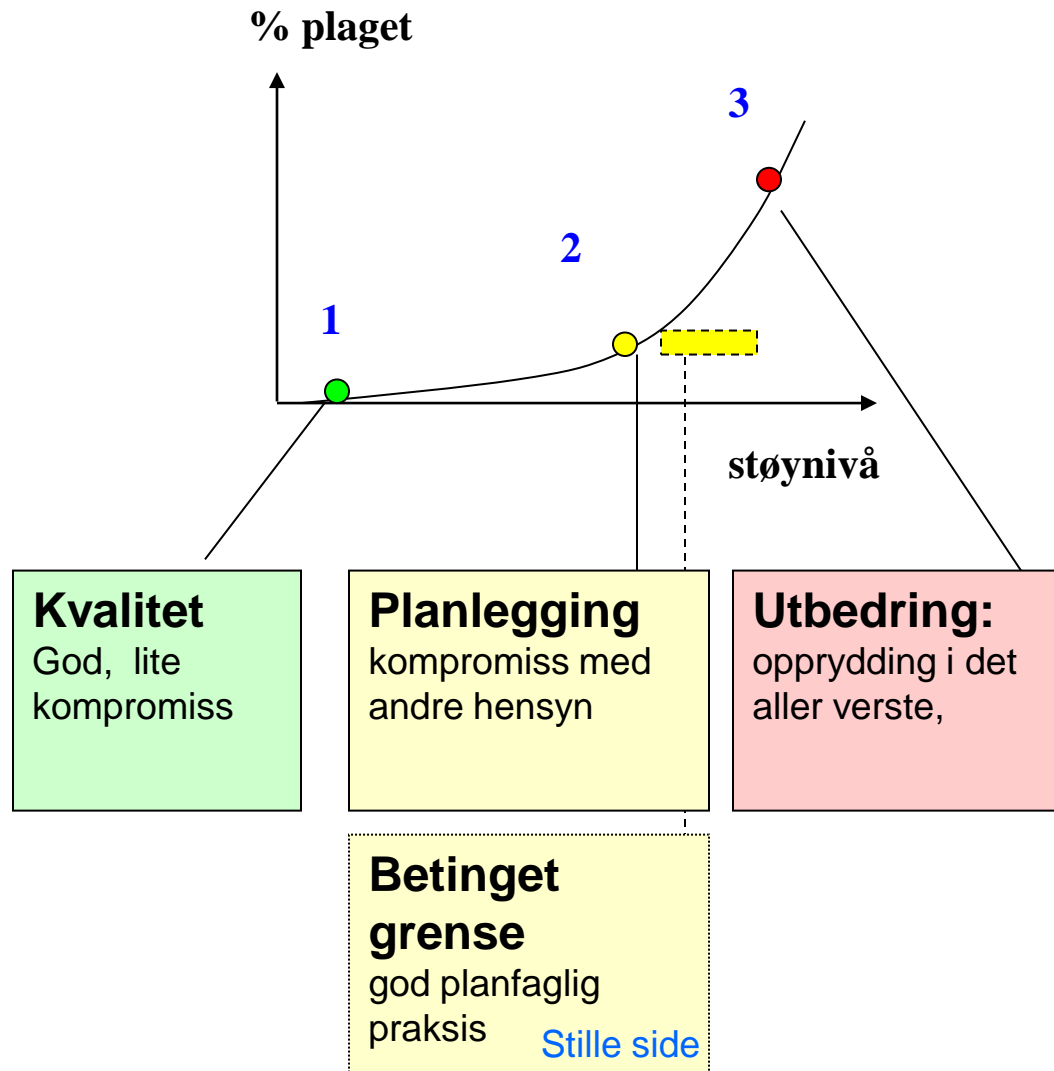 % plaget
3
2
1
støynivå
Kvalitet
God, lite
kompromiss
Planlegging
kompromiss med
andre hensyn
Utbedring:
opprydding i det
aller verste,
Betinget
grense
god planfaglig
praksis
Stille side